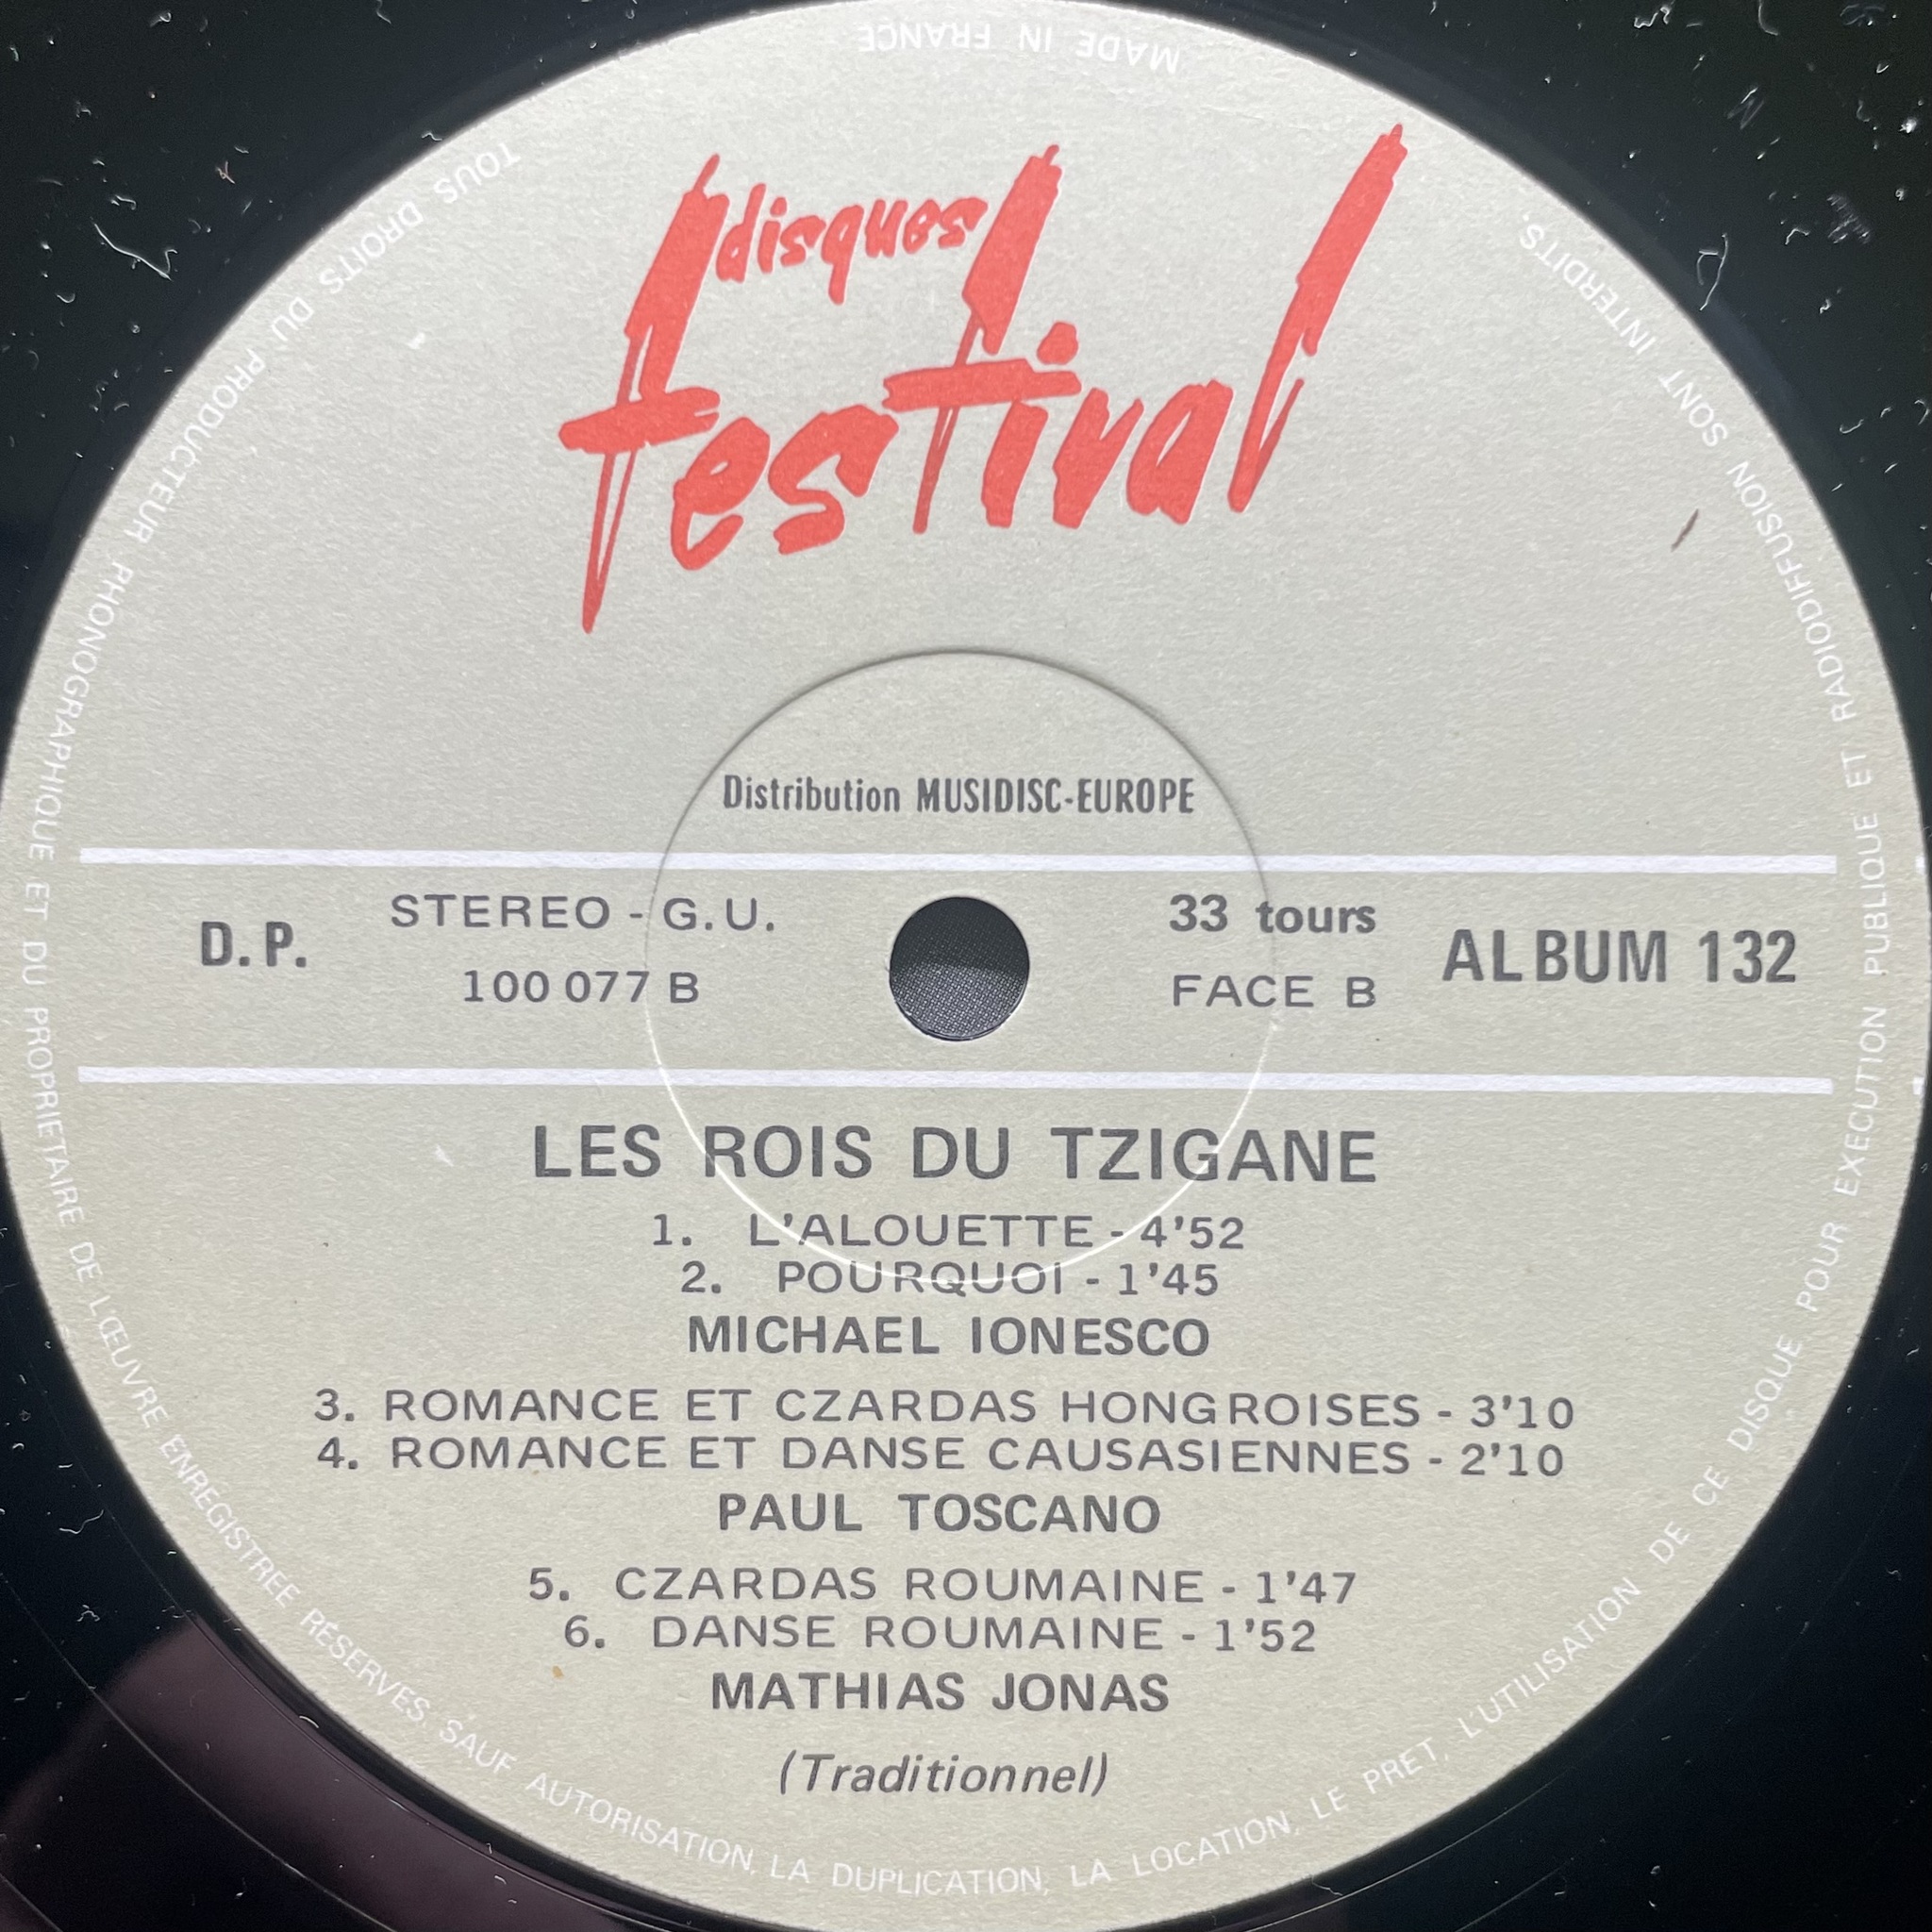 MADE IN FRANCE
disques
festival
Distribution MUSIDISC-EUROPE
D.P.
STEREO - G.U.
100 077 B
33 tours
FACE B
ALBUM 132
LES ROIS DU TZIGANE
1. L'ALOUETTE - 4'52
2. POURQUOI - 1'45
MICHAEL IONESCO
3. ROMANCE ET CZARDAS HONGROISES - 3'10
4. ROMANCE ET DANSE CAUSASIENNES - 2'10
PAUL TOSCANO
5. CZARDAS ROUMAINE - 1'47
6. DANSE ROUMAINE - 1'52
MATHIAS JONAS
(Traditionnel)
TOUS DROITS DU PRODUCTEUR PHONOGRAPHIQUE ET DU PROPRIETAIRE DE L'ŒUVRE ENREGISTREE RÉSERVÉS. SAUF AUTORISATION, LA DUPLICATION, LA LOCATION, LE PRET, L'UTILISATION DE CE DISQUE POUR EXECUTION PUBLIQUE ET RADIODIFFUSION SONT INTERDITS.